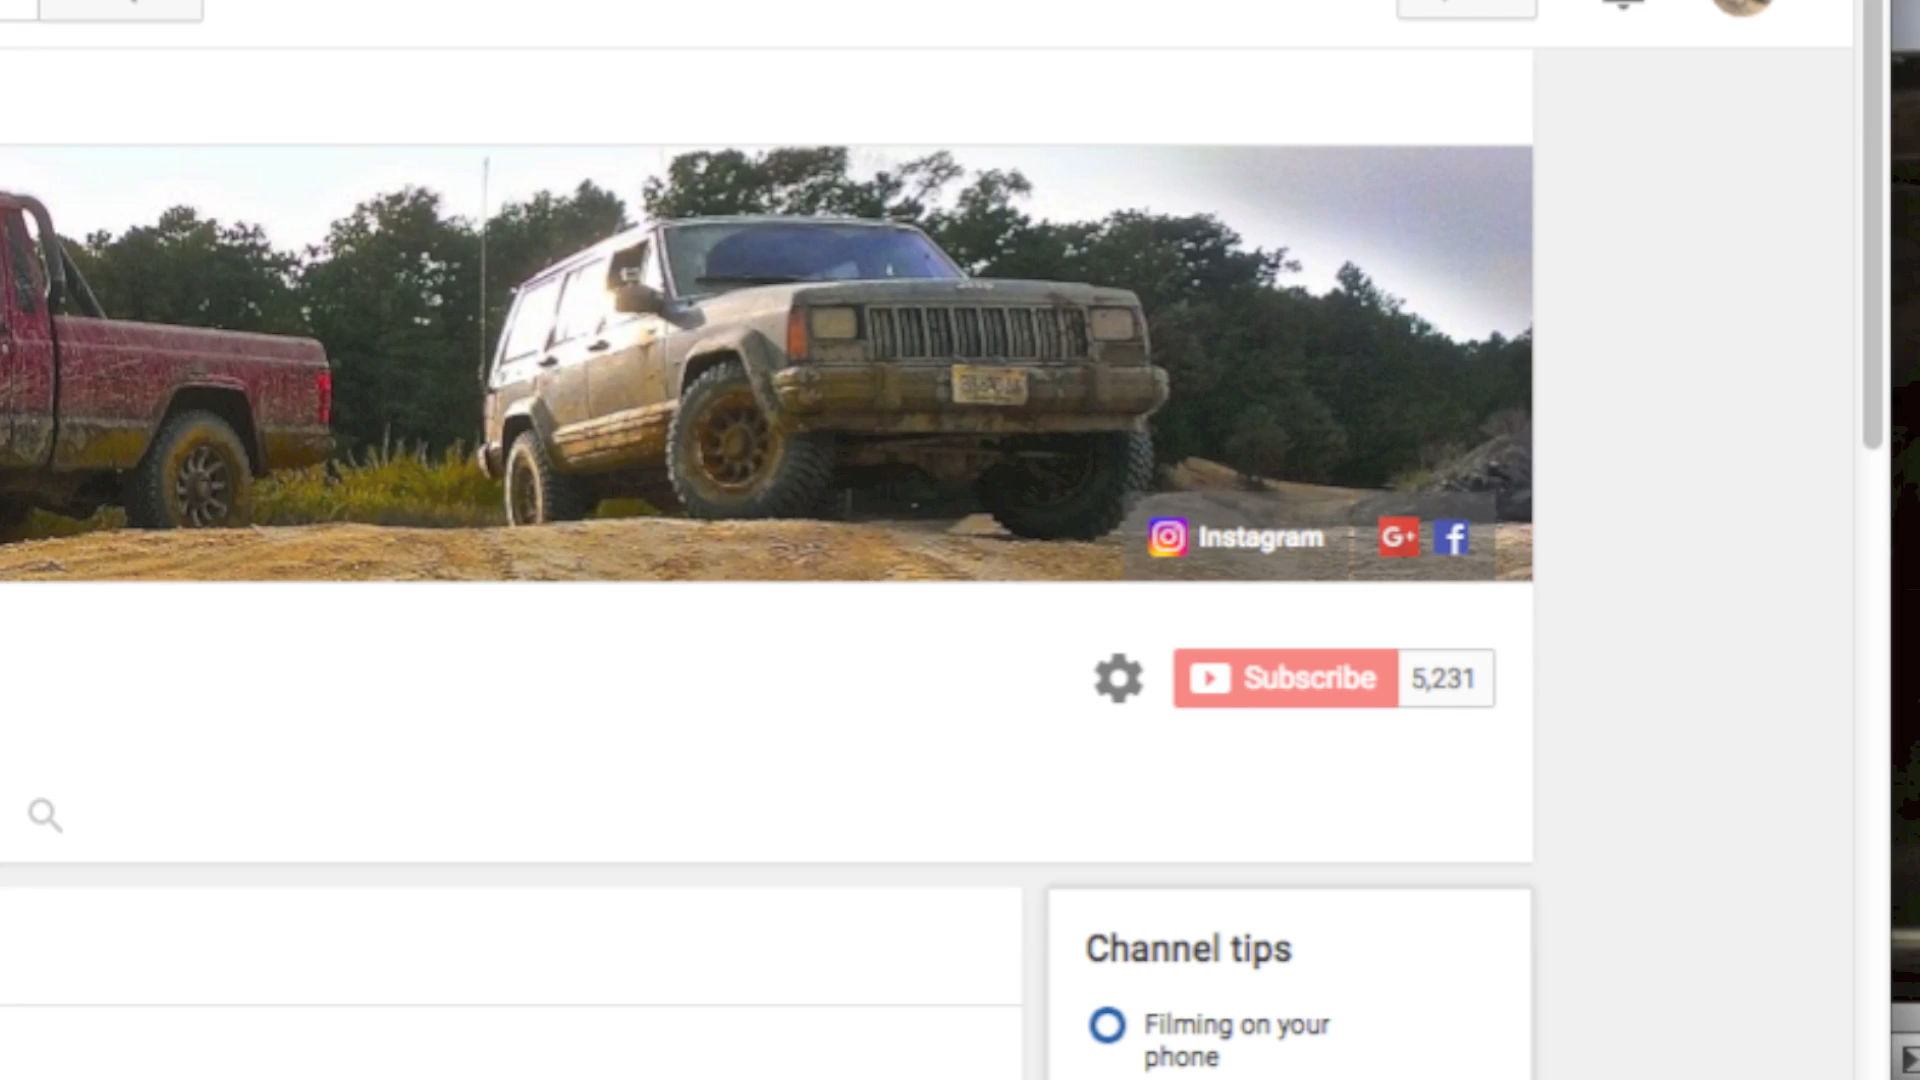 Instagram
G+
f
Subscribe 5,231
Channel tips
Filming on your
phone